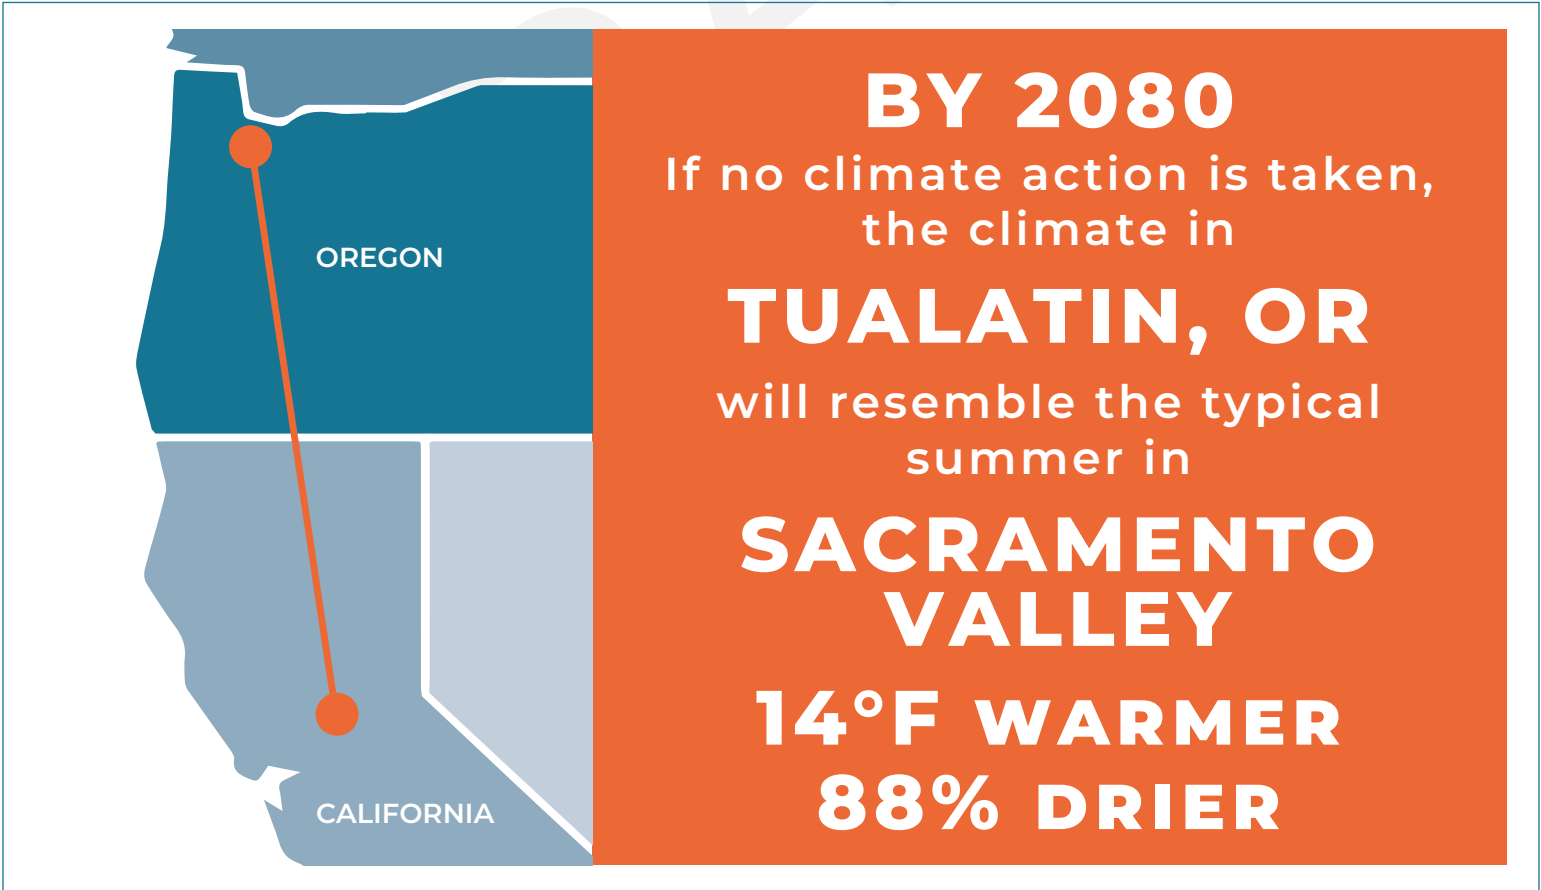 BY 2080
If no climate action is taken,
the climate in
TUALATIN, OR
will resemble the typical
summer in
SACRAMENTO
VALLEY
14°F WARMER
88% DRIER
OREGON
CALIFORNIA